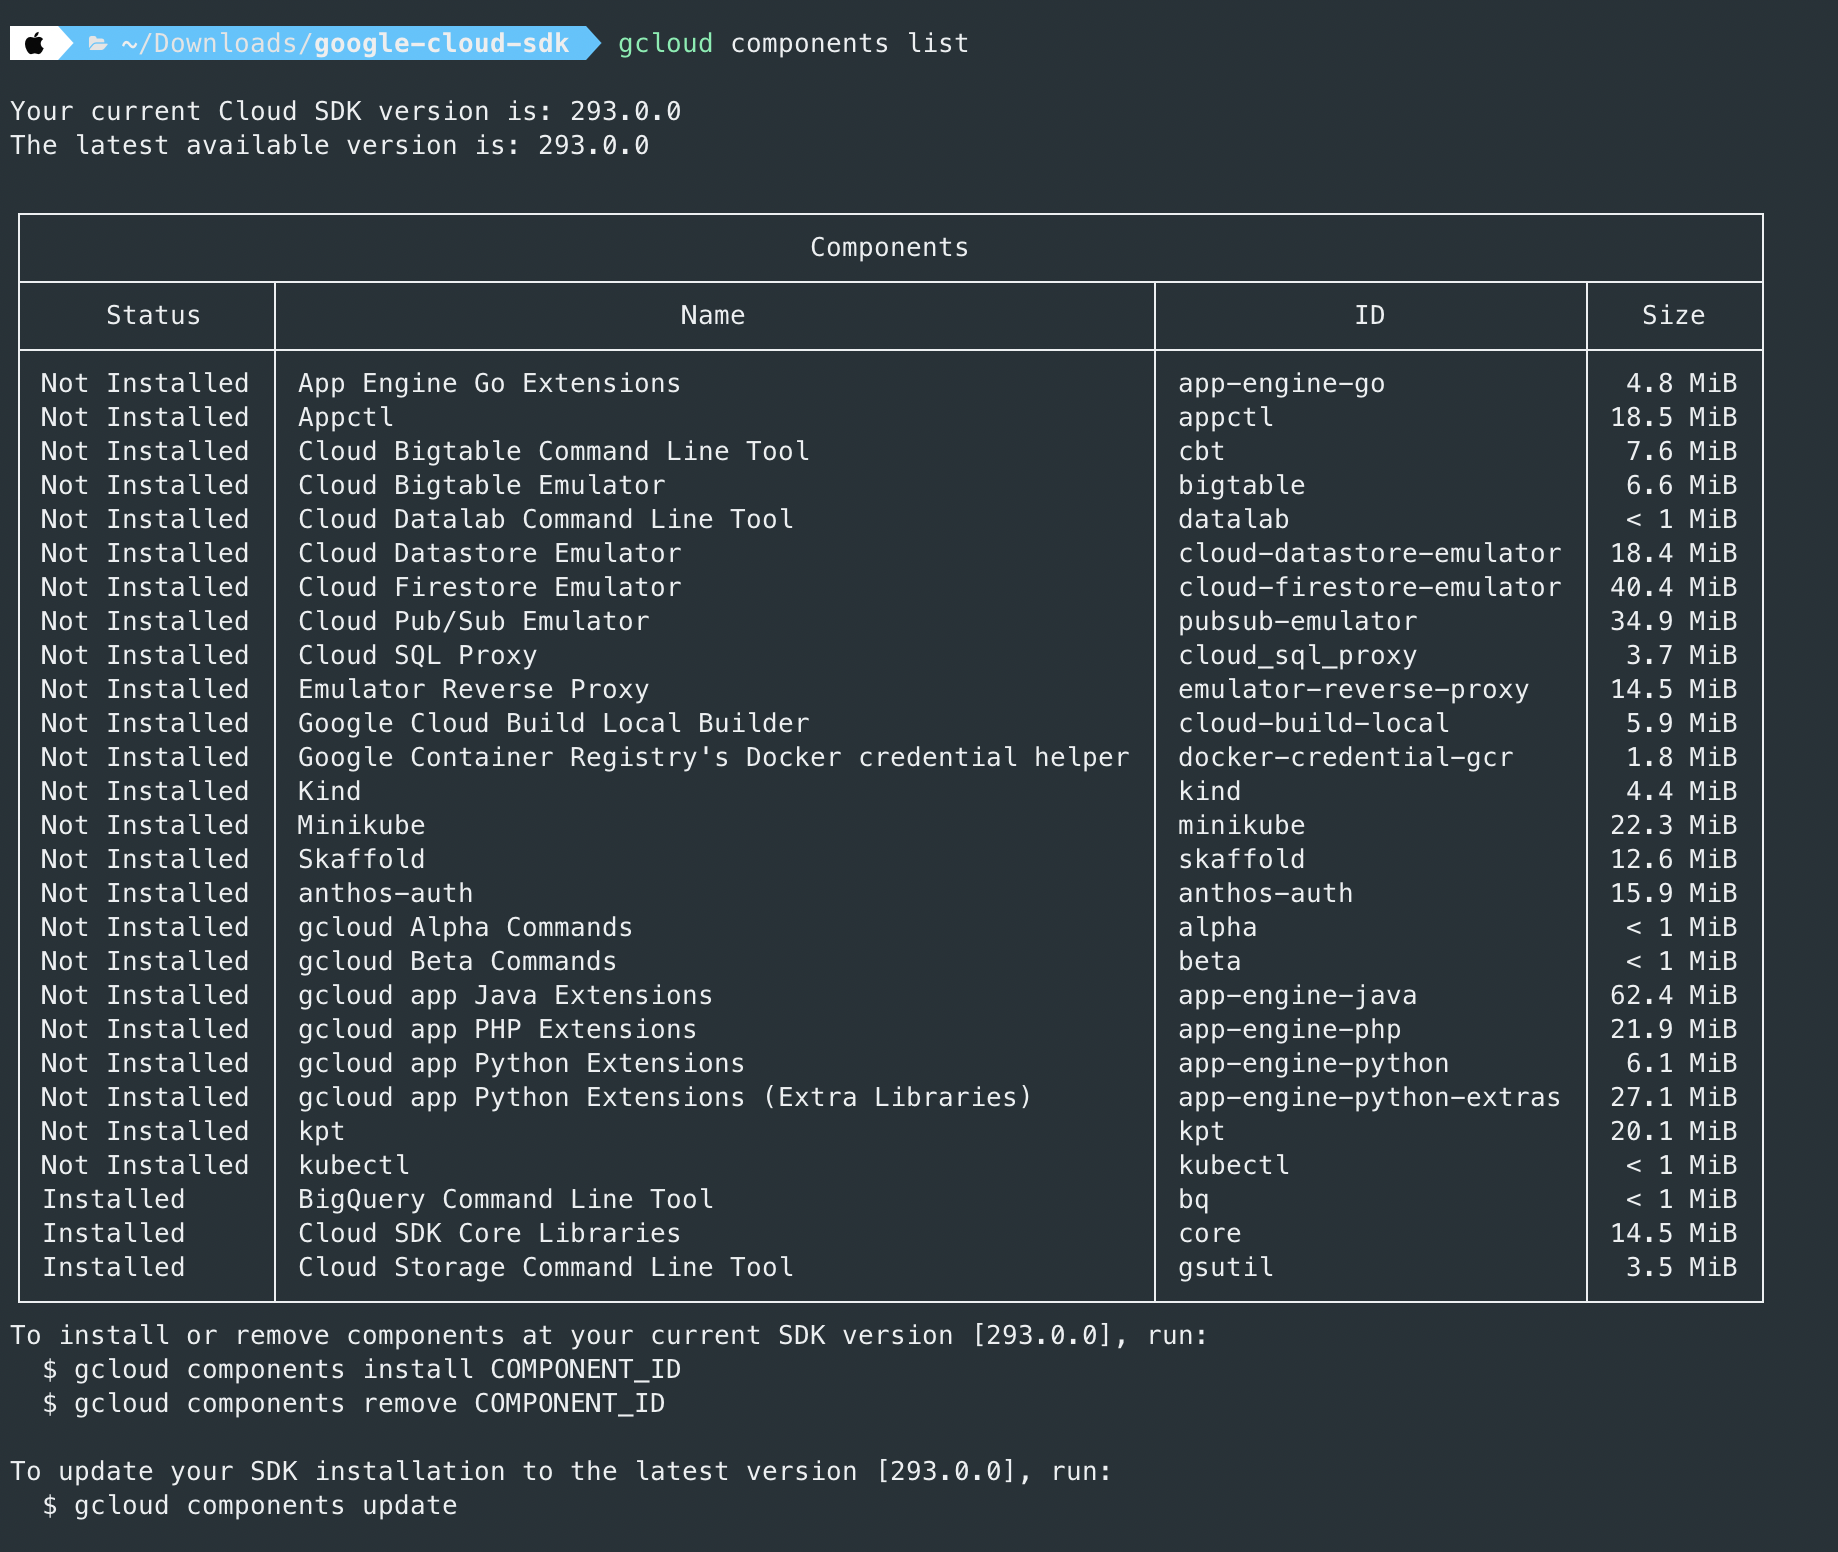 ~/Downloads/google-cloud-sdk gcloud components list
Your current Cloud SDK version is: 293.0.0
The latest available version is: 293.0.0
Components
Status Name ID Size
Not Installed App Engine Go Extensions app-engine-go 4.8 MiB
Not Installed Appctl appctl 18.5 MiB
Not Installed Cloud Bigtable Command Line Tool cbt 7.6 MiB
Not Installed Cloud Bigtable Emulator bigtable 6.6 MiB
Not Installed Cloud Datalab Command Line Tool datalab < 1 MiB
Not Installed Cloud Datastore Emulator cloud-datastore-emulator 18.4 MiB
Not Installed Cloud Firestore Emulator cloud-firestore-emulator 40.4 MiB
Not Installed Cloud Pub/Sub Emulator pubsub-emulator 34.9 MiB
Not Installed Cloud SQL Proxy cloud_sql_proxy 3.7 MiB
Not Installed Emulator Reverse Proxy emulator-reverse-proxy 14.5 MiB
Not Installed Google Cloud Build Local Builder cloud-build-local 5.9 MiB
Not Installed Google Container Registry's Docker credential helper docker-credential-gcr 1.8 MiB
Not Installed Kind kind 4.4 MiB
Not Installed Minikube minikube 22.3 MiB
Not Installed Skaffold skaffold 12.6 MiB
Not Installed anthos-auth anthos-auth 15.9 MiB
Not Installed gcloud Alpha Commands alpha < 1 MiB
Not Installed gcloud Beta Commands beta < 1 MiB
Not Installed gcloud app Java Extensions app-engine-java 62.4 MiB
Not Installed gcloud app PHP Extensions app-engine-php 21.9 MiB
Not Installed gcloud app Python Extensions app-engine-python 6.1 MiB
Not Installed gcloud app Python Extensions (Extra Libraries) app-engine-python-extras 27.1 MiB
Not Installed kpt kpt 20.1 MiB
Not Installed kubectl kubectl < 1 MiB
Installed BigQuery Command Line Tool bq < 1 MiB
Installed Cloud SDK Core Libraries core 14.5 MiB
Installed Cloud Storage Command Line Tool gsutil 3.5 MiB
To install or remove components at your current SDK version [293.0.0], run:
$ gcloud components install COMPONENT_ID
$ gcloud components remove COMPONENT_ID
To update your SDK installation to the latest version [293.0.0], run:
$ gcloud components update